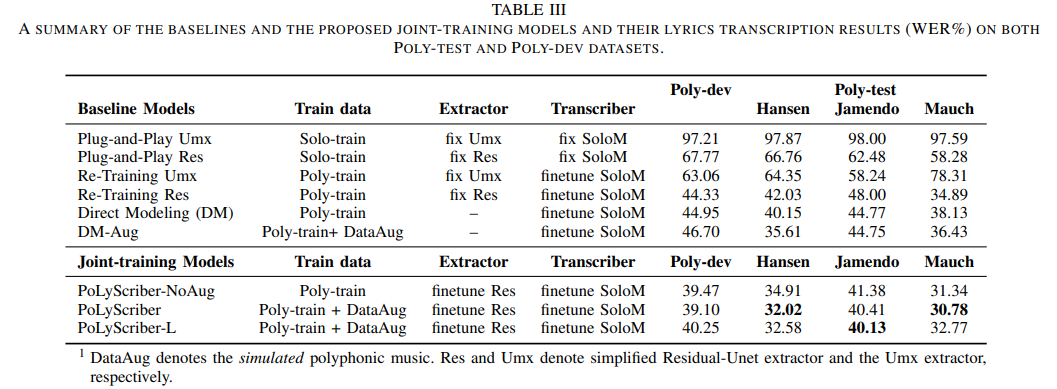 TABLE III
A SUMMARY OF THE BASELINES AND THE PROPOSED JOINT-TRAINING MODELS AND THEIR LYRICS TRANSCRIPTION RESULTS (WER%) ON BOTH
POLY-TEST AND POLY-DEV DATASETS.
Poly-dev Poly-test
Baseline Models Train data Extractor Transcriber Hansen Jamendo Mauch
Plug-and-Play Umx Solo-train fix Umx fix SoloM 97.21 97.87 98.00 97.59
Plug-and-Play Res Solo-train fix Res fix SoloM 67.77 66.76 62.48 58.28
Re-Training Umx Poly-train fix Umx finetune SoloM 63.06 64.35 58.24 78.31
Re-Training Res Poly-train fix Res finetune SoloM 44.33 42.03 48.00 34.89
Direct Modeling (DM) Poly-train – finetune SoloM 44.95 40.15 44.77 38.13
DM-Aug Poly-train+ DataAug – finetune SoloM 46.70 35.61 44.75 36.43
Joint-training Models Train data Extractor Transcriber Poly-dev Hansen Jamendo Mauch
PoLyScriber-NoAug Poly-train finetune Res finetune SoloM 39.47 34.91 41.38 31.34
PoLyScriber Poly-train + DataAug finetune Res finetune SoloM 39.10 32.02 40.41 30.78
PoLyScriber-L Poly-train + DataAug finetune Res finetune SoloM 40.25 32.58 40.13 32.77
1 DataAug denotes the simulated polyphonic music. Res and Umx denote simplified Residual-Unet extractor and the Umx extractor,
respectively.